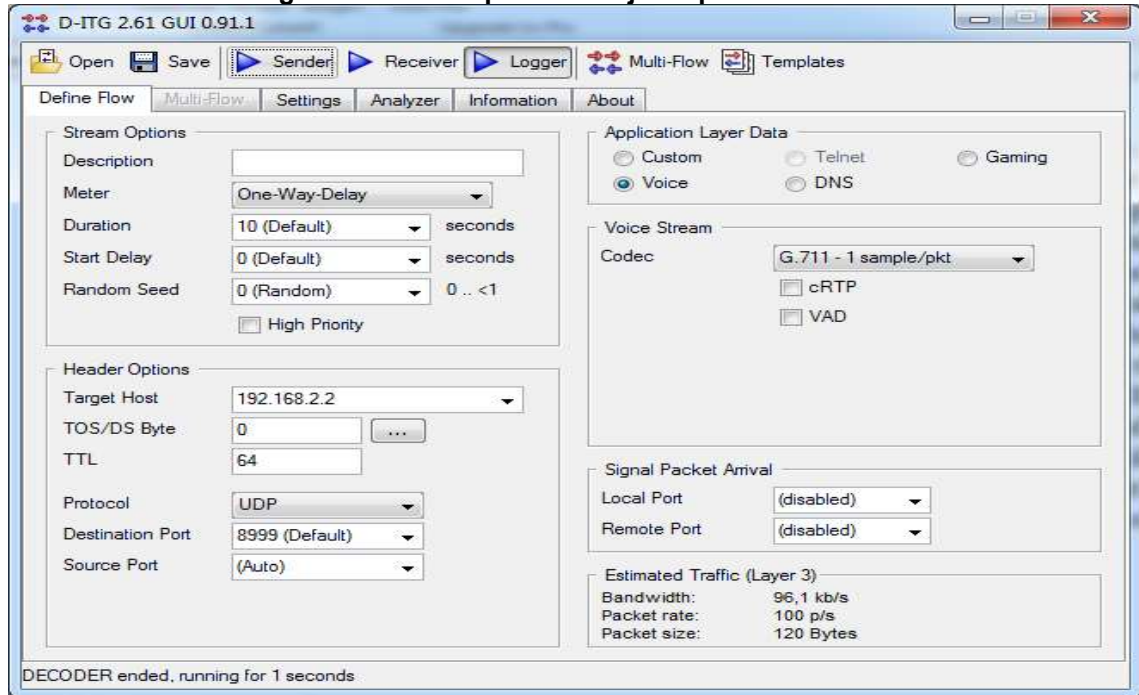 D-ITG 2.61 GUI 0.91.1
Open Save Sender Receiver Logger Multi-Flow Templates
Define Flow Multi-Flow Settings Analyzer Information About
Stream Options
Description
Meter One-Way-Delay
Duration 10 (Default) seconds
Start Delay 0 (Default) seconds
Random Seed 0 (Random) 0 .. <1
High Priority
Header Options
Target Host 192.168.2.2
TOS/DS Byte 0 ...
TTL 64
Protocol UDP
Destination Port 8999 (Default)
Source Port (Auto)
Application Layer Data
Custom Telnet Gaming
Voice DNS
Voice Stream
Codec G.711 - 1 sample/pkt
cRTP
VAD
Signal Packet Arrival
Local Port (disabled)
Remote Port (disabled)
Estimated Traffic (Layer 3)
Bandwidth: 96,1 kb/s
Packet rate: 100 p/s
Packet size: 120 Bytes
DECODER ended, running for 1 seconds